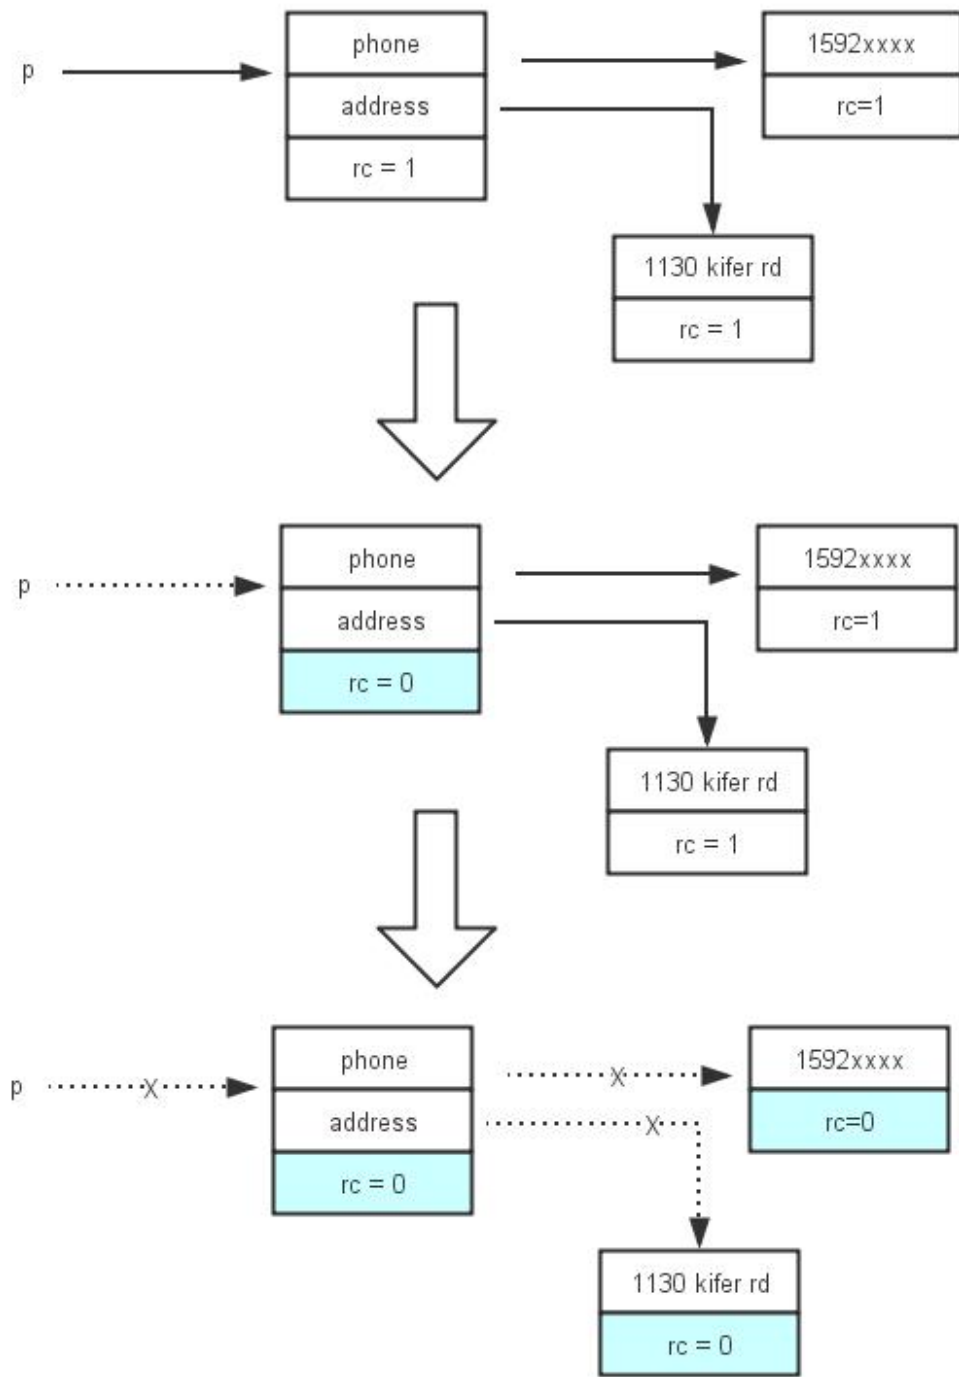 phone
1592xxxx
p
address
rc=1
rc = 1
1130 kifer rd
rc = 1
phone
1592xxxx
p
address
rc=1
rc = 0
1130 kifer rd
rc = 1
phone
1592xxxx
p
X
X
address
X
rc=0
rc = 0
1130 kifer rd
rc = 0